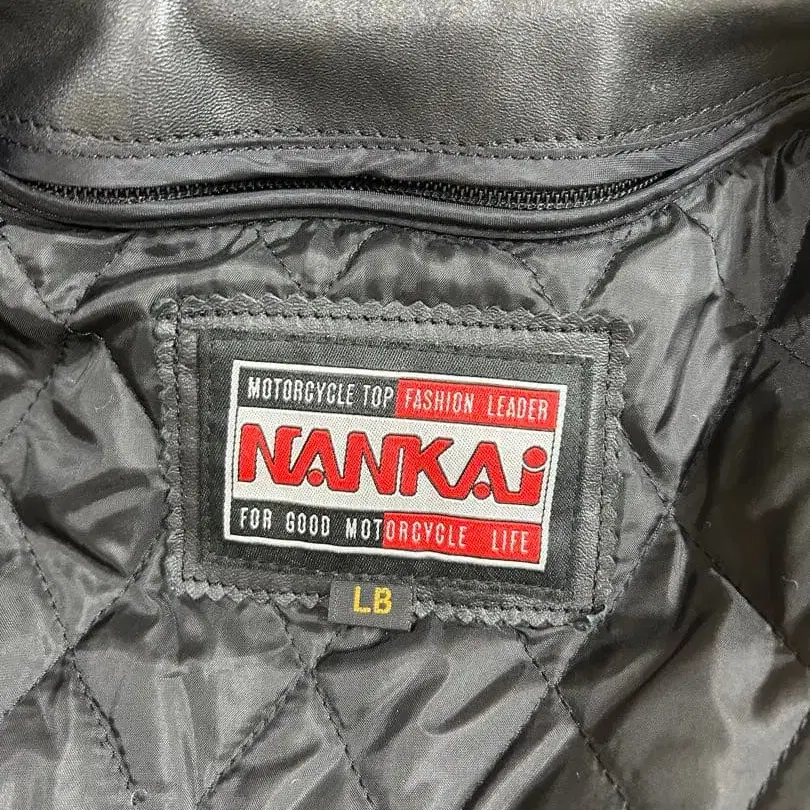 MOTORCYCLE TOP FASHION LEADER
NANKAi
FOR GOOD MOTORCYCLE LIFE
LB